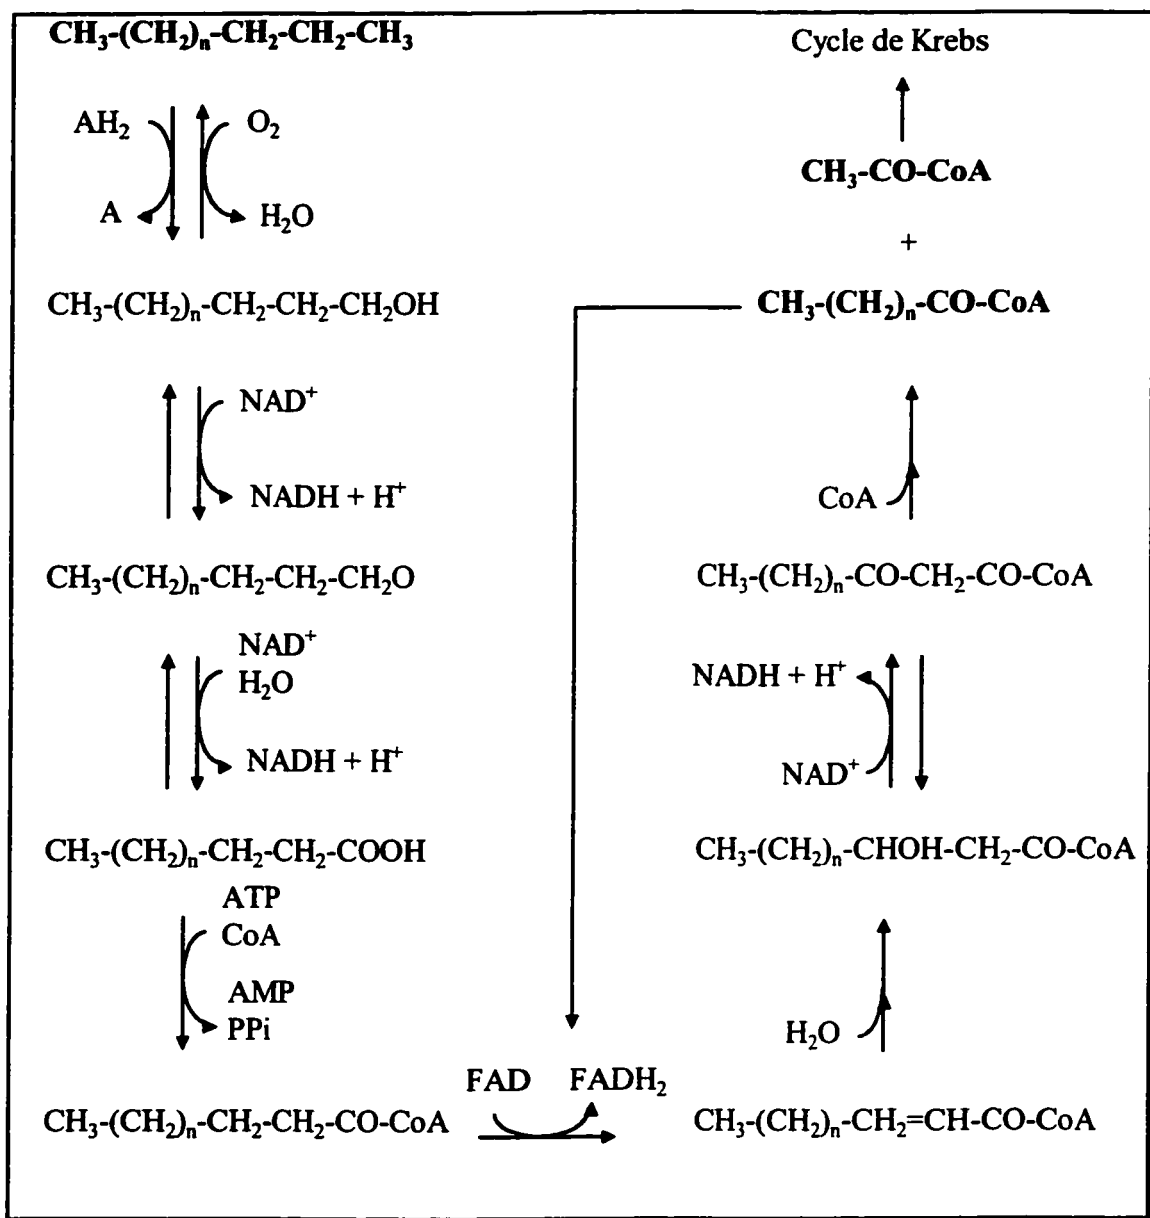 CH₃-(CH₂)ₙ-CH₂-CH₂-CH₃
AH₂
O₂
A
H₂O
CH₃-(CH₂)ₙ-CH₂-CH₂-CH₂OH
NAD⁺
NADH + H⁺
CH₃-(CH₂)ₙ-CH₂-CH₂-CH₂O
NAD⁺
H₂O
NADH + H⁺
CH₃-(CH₂)ₙ-CH₂-CH₂-COOH
ATP
CoA
AMP
PPi
CH₃-(CH₂)ₙ-CH₂-CH₂-CO-CoA
FAD
FADH₂
CH₃-(CH₂)ₙ-CH₂=CH-CO-CoA
H₂O
CH₃-(CH₂)ₙ-CHOH-CH₂-CO-CoA
NAD⁺
NADH + H⁺
CH₃-(CH₂)ₙ-CO-CH₂-CO-CoA
CoA
CH₃-(CH₂)ₙ-CO-CoA
+
CH₃-CO-CoA
Cycle de Krebs